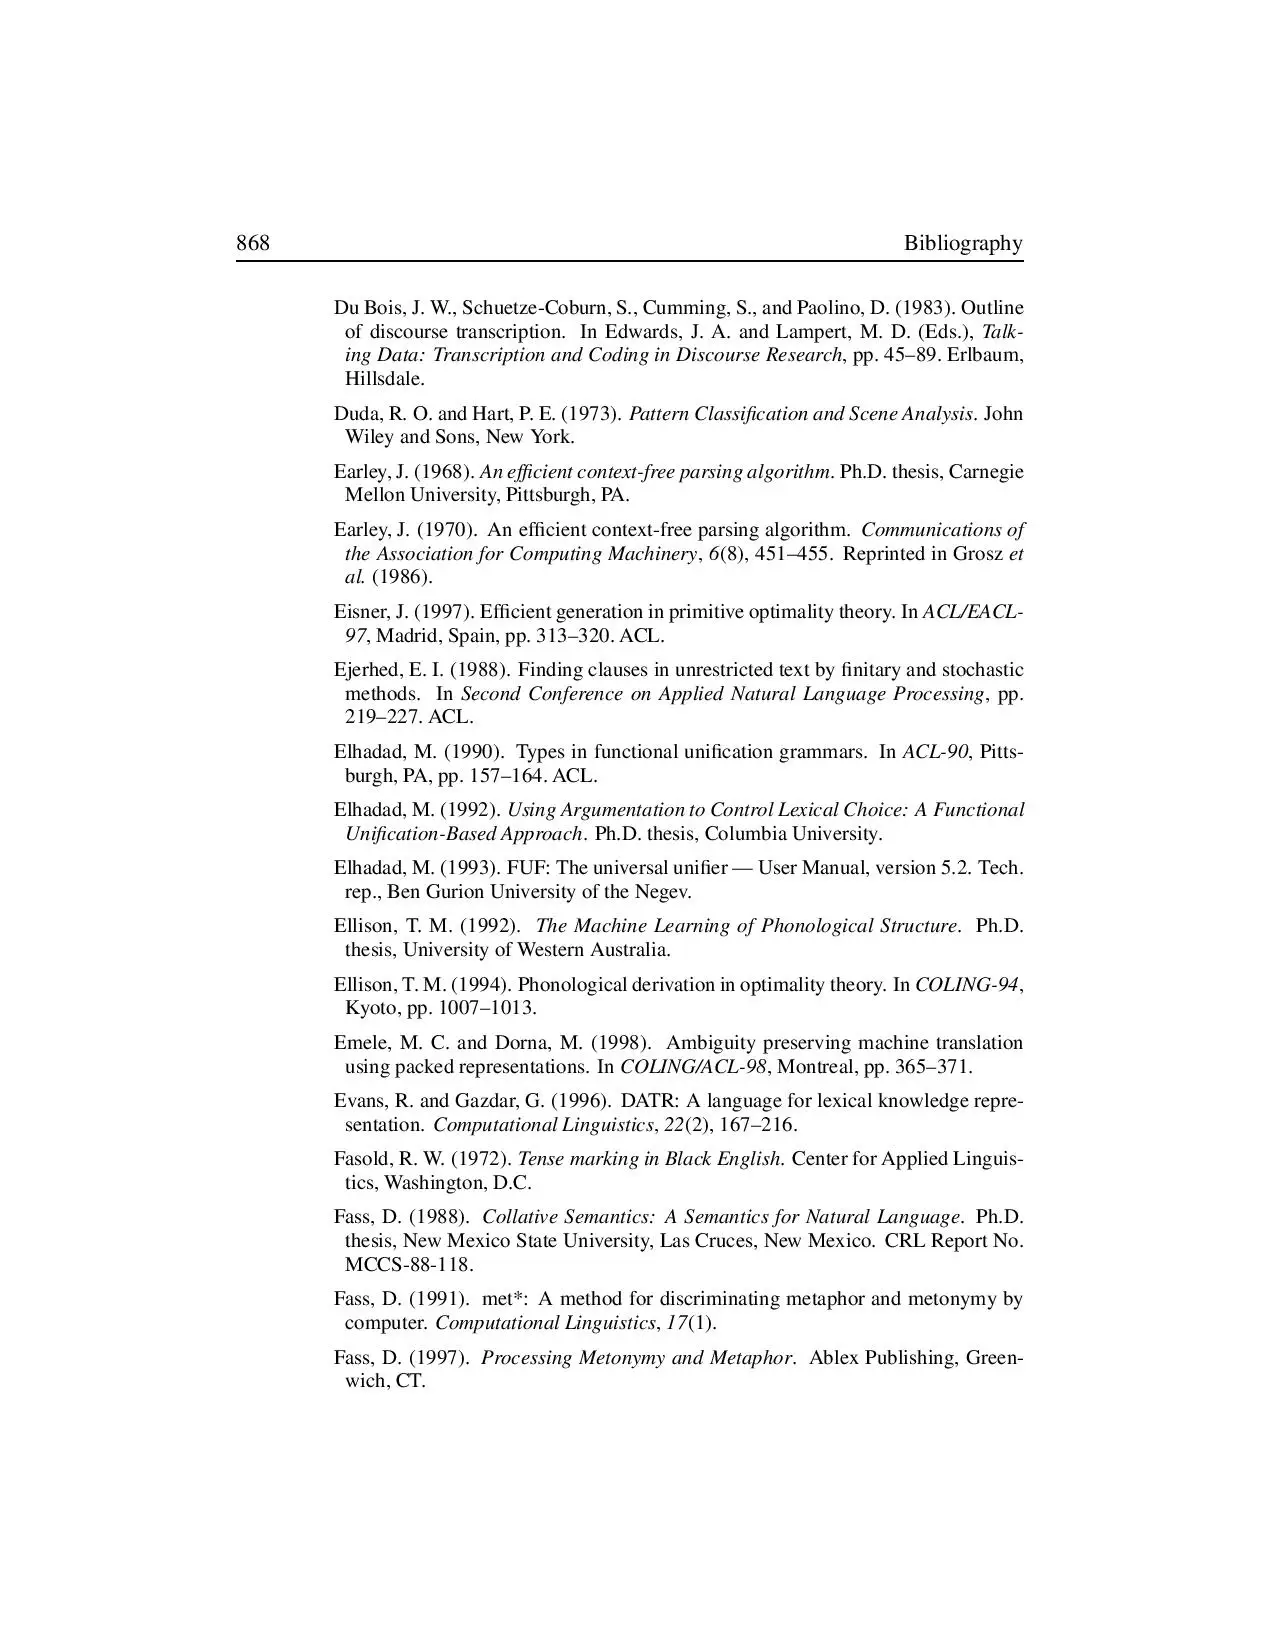 868 Bibliography
Du Bois, J. W., Schuetze-Coburn, S., Cumming, S., and Paolino, D. (1983). Outline
of discourse transcription. In Edwards, J. A. and Lampert, M. D. (Eds.), Talk-
ing Data: Transcription and Coding in Discourse Research, pp. 45–89. Erlbaum,
Hillsdale.
Duda, R. O. and Hart, P. E. (1973). Pattern Classification and Scene Analysis. John
Wiley and Sons, New York.
Earley, J. (1968). An efficient context-free parsing algorithm. Ph.D. thesis, Carnegie
Mellon University, Pittsburgh, PA.
Earley, J. (1970). An efficient context-free parsing algorithm. Communications of
the Association for Computing Machinery, 6(8), 451–455. Reprinted in Grosz et
al. (1986).
Eisner, J. (1997). Efficient generation in primitive optimality theory. In ACL/EACL-
97, Madrid, Spain, pp. 313–320. ACL.
Ejerhed, E. I. (1988). Finding clauses in unrestricted text by finitary and stochastic
methods. In Second Conference on Applied Natural Language Processing, pp.
219–227. ACL.
Elhadad, M. (1990). Types in functional unification grammars. In ACL-90, Pitts-
burgh, PA, pp. 157–164. ACL.
Elhadad, M. (1992). Using Argumentation to Control Lexical Choice: A Functional
Unification-Based Approach. Ph.D. thesis, Columbia University.
Elhadad, M. (1993). FUF: The universal unifier — User Manual, version 5.2. Tech.
rep., Ben Gurion University of the Negev.
Ellison, T. M. (1992). The Machine Learning of Phonological Structure. Ph.D.
thesis, University of Western Australia.
Ellison, T. M. (1994). Phonological derivation in optimality theory. In COLING-94,
Kyoto, pp. 1007–1013.
Emele, M. C. and Dorna, M. (1998). Ambiguity preserving machine translation
using packed representations. In COLING/ACL-98, Montreal, pp. 365–371.
Evans, R. and Gazdar, G. (1996). DATR: A language for lexical knowledge repre-
sentation. Computational Linguistics, 22(2), 167–216.
Fasold, R. W. (1972). Tense marking in Black English. Center for Applied Linguis-
tics, Washington, D.C.
Fass, D. (1988). Collative Semantics: A Semantics for Natural Language. Ph.D.
thesis, New Mexico State University, Las Cruces, New Mexico. CRL Report No.
MCCS-88-118.
Fass, D. (1991). met*: A method for discriminating metaphor and metonymy by
computer. Computational Linguistics, 17(1).
Fass, D. (1997). Processing Metonymy and Metaphor. Ablex Publishing, Green-
wich, CT.